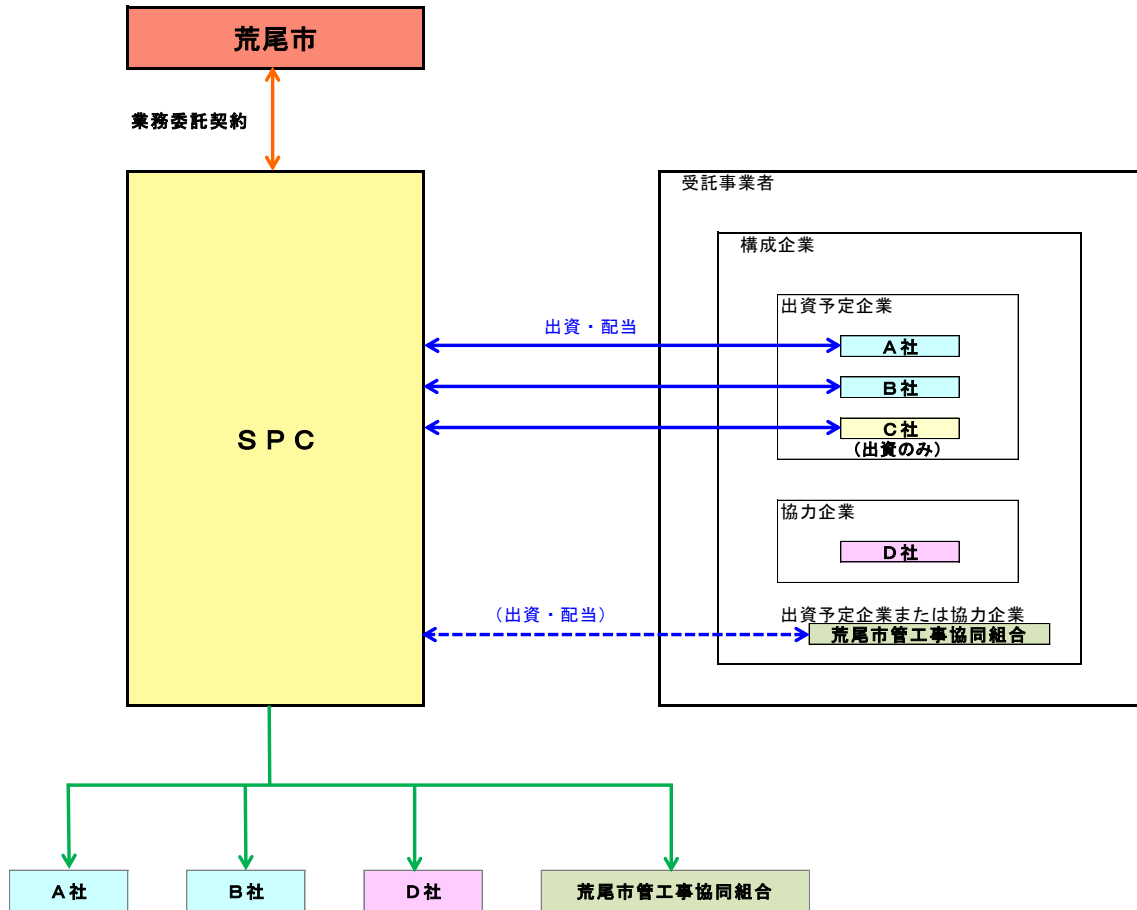 荒尾市
業務委託契約
受託事業者
構成企業
出資予定企業
出資・配当
A社
B社
C社
(出資のみ)
SPC
協力企業
D社
(出資・配当)
出資予定企業または協力企業
荒尾市管工事協同組合
A社
B社
D社
荒尾市管工事協同組合